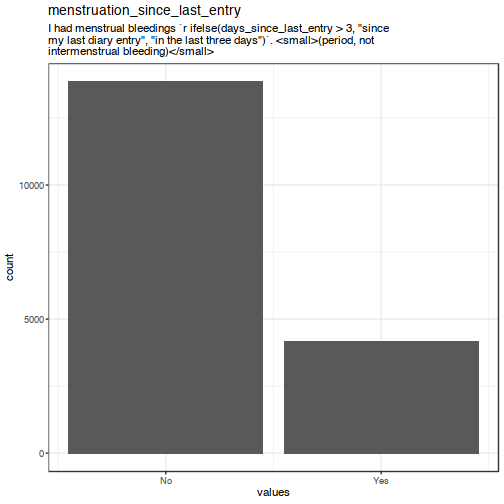 menstruation_since_last_entry
I had menstrual bleedings `r ifelse(days_since_last_entry > 3, "since
my last diary entry", "in the last three days")`. <small>(period, not
intermenstrual bleeding)</small>
10000
5000
0
count
No
Yes
values